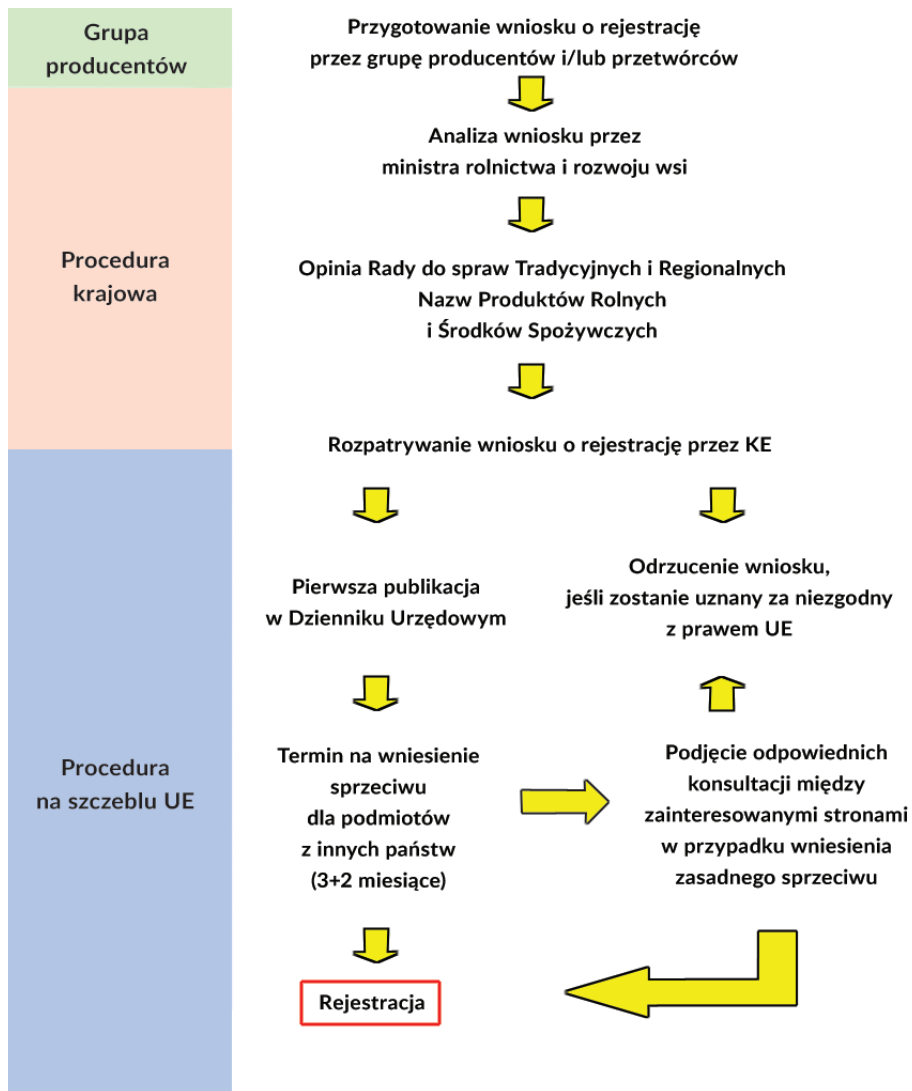 Grupa
producentów
Przygotowanie wniosku o rejestrację
przez grupę producentów i/lub przetwórców
Analiza wniosku przez
ministra rolnictwa i rozwoju wsi
Procedura
krajowa
Opinia Rady do spraw Tradycyjnych i Regionalnych
Nazw Produktów Rolnych
i Środków Spożywczych
Rozpatrywanie wniosku o rejestrację przez KE
Pierwsza publikacja
w Dzienniku Urzędowym
Odrzucenie wniosku,
jeśli zostanie uznany za niezgodny
z prawem UE
Procedura
na szczeblu UE
Termin na wniesienie
sprzeciwu
dla podmiotów
z innych państw
(3+2 miesiące)
Podjęcie odpowiednich
konsultacji między
zainteresowanymi stronami
w przypadku wniesienia
zasadnego sprzeciwu
Rejestracja